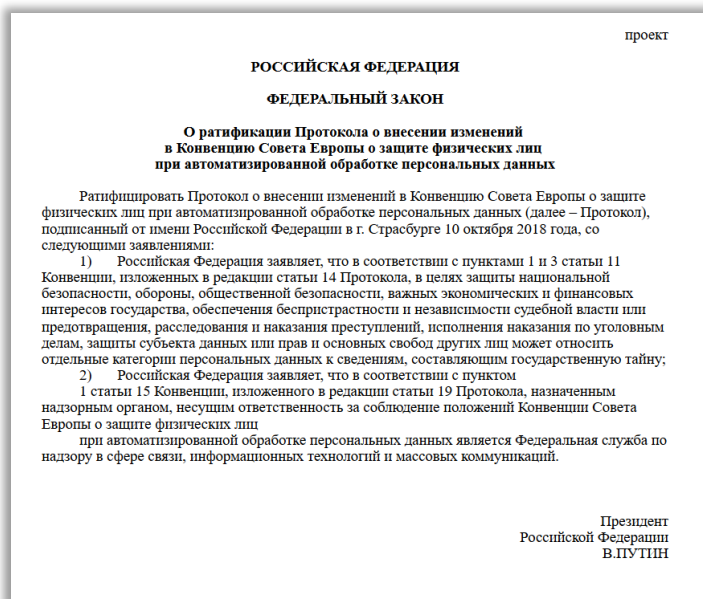 проект
РОССИЙСКАЯ ФЕДЕРАЦИЯ
ФЕДЕРАЛЬНЫЙ ЗАКОН
О ратификации Протокола о внесении изменений
в Конвенцию Совета Европы о защите физических лиц
при автоматизированной обработке персональных данных
Ратифицировать Протокол о внесении изменений в Конвенцию Совета Европы о защите
физических лиц при автоматизированной обработке персональных данных (далее – Протокол),
подписанный от имени Российской Федерации в г. Страсбурге 10 октября 2018 года, со
следующими заявлениями:
1) Российская Федерация заявляет, что в соответствии с пунктами 1 и 3 статьи 11
Конвенции, изложенных в редакции статьи 14 Протокола, в целях защиты национальной
безопасности, обороны, общественной безопасности, важных экономических и финансовых
интересов государства, обеспечения беспристрастности и независимости судебной власти или
предотвращения, расследования и наказания преступлений, исполнения наказания по уголовным
делам, защиты субъекта данных или прав и основных свобод других лиц может относить
отдельные категории персональных данных к сведениям, составляющим государственную тайну;
2) Российская Федерация заявляет, что в соответствии с пунктом
1 статьи 15 Конвенции, изложенного в редакции статьи 19 Протокола, назначенным
надзорным органом, несущим ответственность за соблюдение положений Конвенции Совета
Европы о защите физических лиц
при автоматизированной обработке персональных данных является Федеральная служба по
надзору в сфере связи, информационных технологий и массовых коммуникаций.
Президент
Российской Федерации
В.ПУТИН